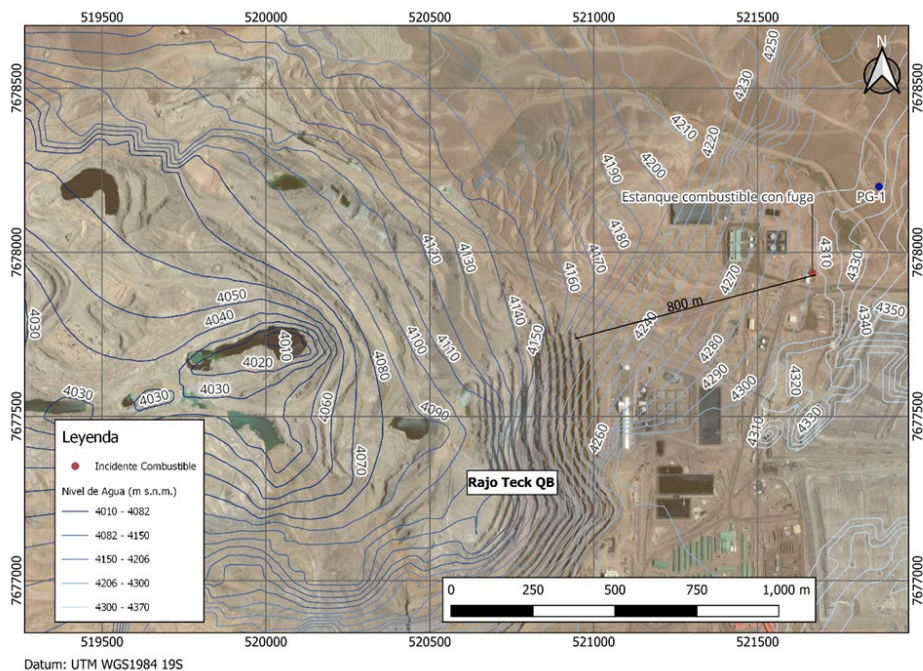 519500 520000 520500 521000 521500
7678500
7678000
7677500
7677000
7678500
7678000
7677500
7677000
N
4250
4230
4210
4220
4200
4190
Estanque combustible con fuga
PG-1
4180
4120
4130
4170
4310
4330
4160
4270
4050
4030
4040
800 m
4140
4150
4340
4350
4010
4240
4020
4100
4110
4280
4080
4290
4300
4320
4030
4030
4030
4060
4090
4310
4330
4260
4070
Leyenda
Incidente Combustible
Nivel de Agua (m s.n.m.)
4010 - 4082
4082 - 4150
4150 - 4206
4206 - 4300
4300 - 4370
Rajo Teck QB
0 250 500 750 1,000 m
519500 520000 520500 521000 521500
Datum: UTM WGS1984 19S